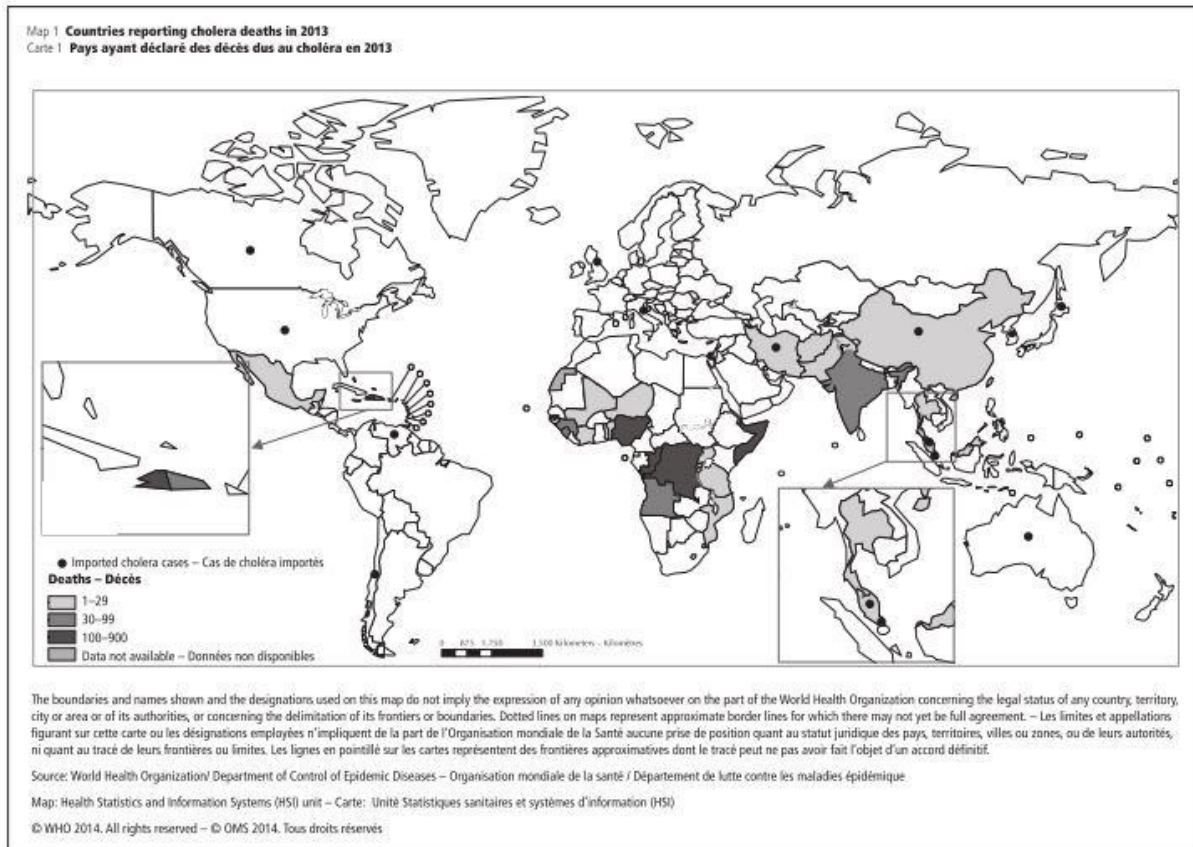 Map 1 Countries reporting cholera deaths in 2013
Carte 1 Pays ayant déclaré des décès dus au choléra en 2013
Imported cholera cases – Cas de choléra importés
Deaths – Décès
1–29
30–99
100–900
Data not available – Données non disponibles
0 875 1,750 3,500 Kilometers – Kilomètres
The boundaries and names shown and the designations used on this map do not imply the expression of any opinion whatsoever on the part of the World Health Organization concerning the legal status of any country, territory,
city or area or of its authorities, or concerning the delimitation of its frontiers or boundaries. Dotted lines on maps represent approximate border lines for which there may not yet be full agreement. – Les limites et appellations
figurant sur cette carte ou les désignations employées n'impliquent de la part de l'Organisation mondiale de la Santé aucune prise de position quant au statut juridique des pays, territoires, villes ou zones, ou de leurs autorités,
ni quant au tracé de leurs frontières ou limites. Les lignes en pointillé sur les cartes représentent des frontières approximatives dont le tracé peut ne pas avoir fait l'objet d'un accord définitif.
Source: World Health Organization/ Department of Control of Epidemic Diseases – Organisation mondiale de la santé / Département de lutte contre les maladies épidémique
Map: Health Statistics and Information Systems (HSI) unit – Carte: Unité Statistiques sanitaires et systèmes d'information (HSI)
© WHO 2014. All rights reserved – © OMS 2014. Tous droits réservés